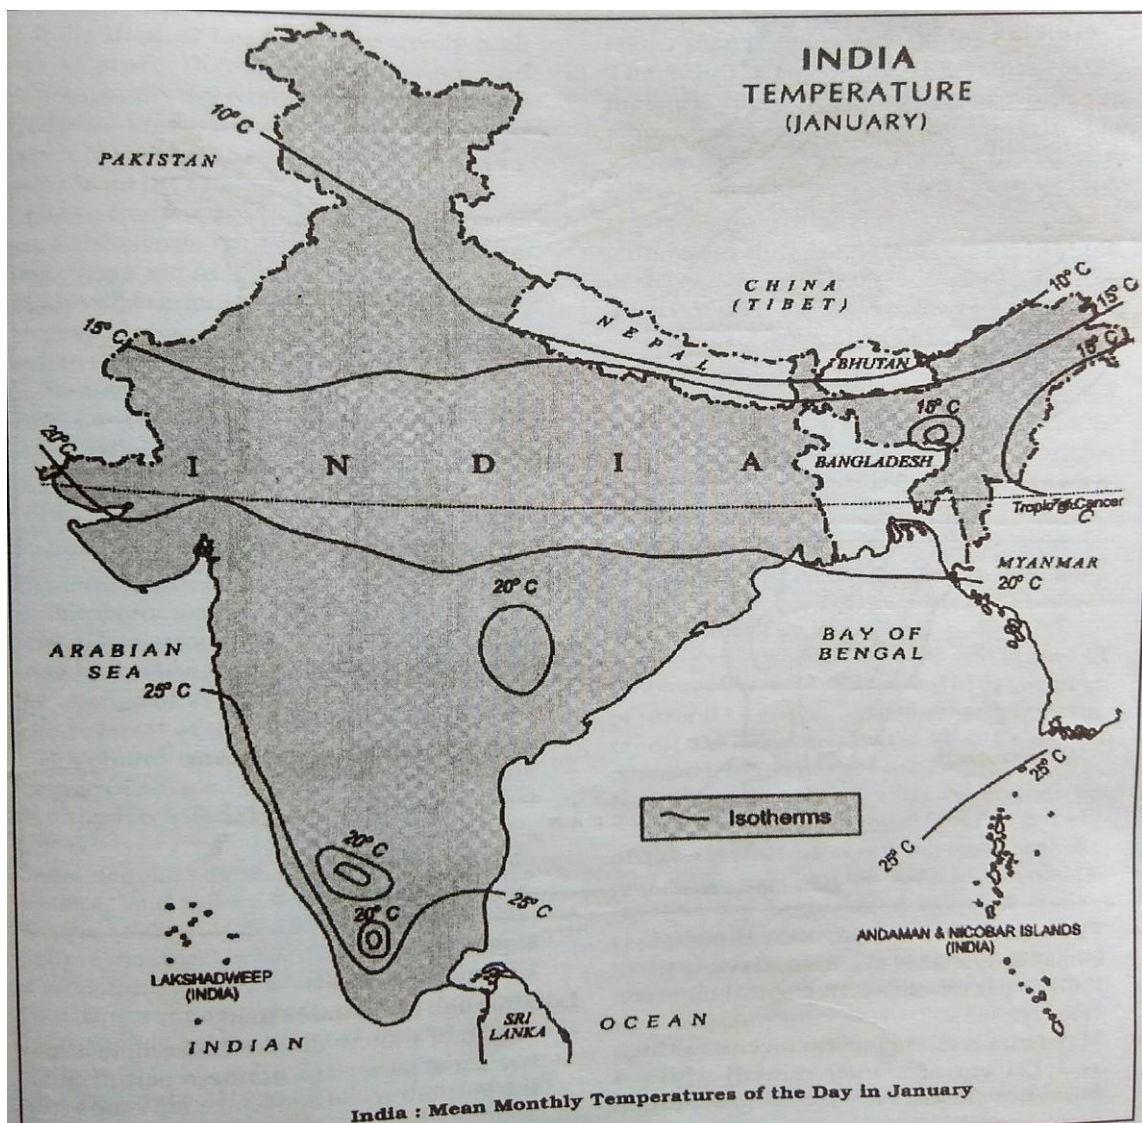 INDIA
TEMPERATURE
(JANUARY)
10° C
PAKISTAN
CHINA
(TIBET)
NEPAL
BHUTAN
10° C
15° C
15° C
15° C
15° C
20° C
I N D I A
BANGLADESH
Tropic of Cancer
C
MYANMAR
20° C
20° C
ARABIAN
SEA
BAY OF
BENGAL
25° C
25° C
25° C
Isotherms
20° C
20° C
25° C
LAKSHADWEEP
(INDIA)
ANDAMAN & NICOBAR ISLANDS
(INDIA)
SRI
LANKA
INDIAN
OCEAN
India : Mean Monthly Temperatures of the Day in January